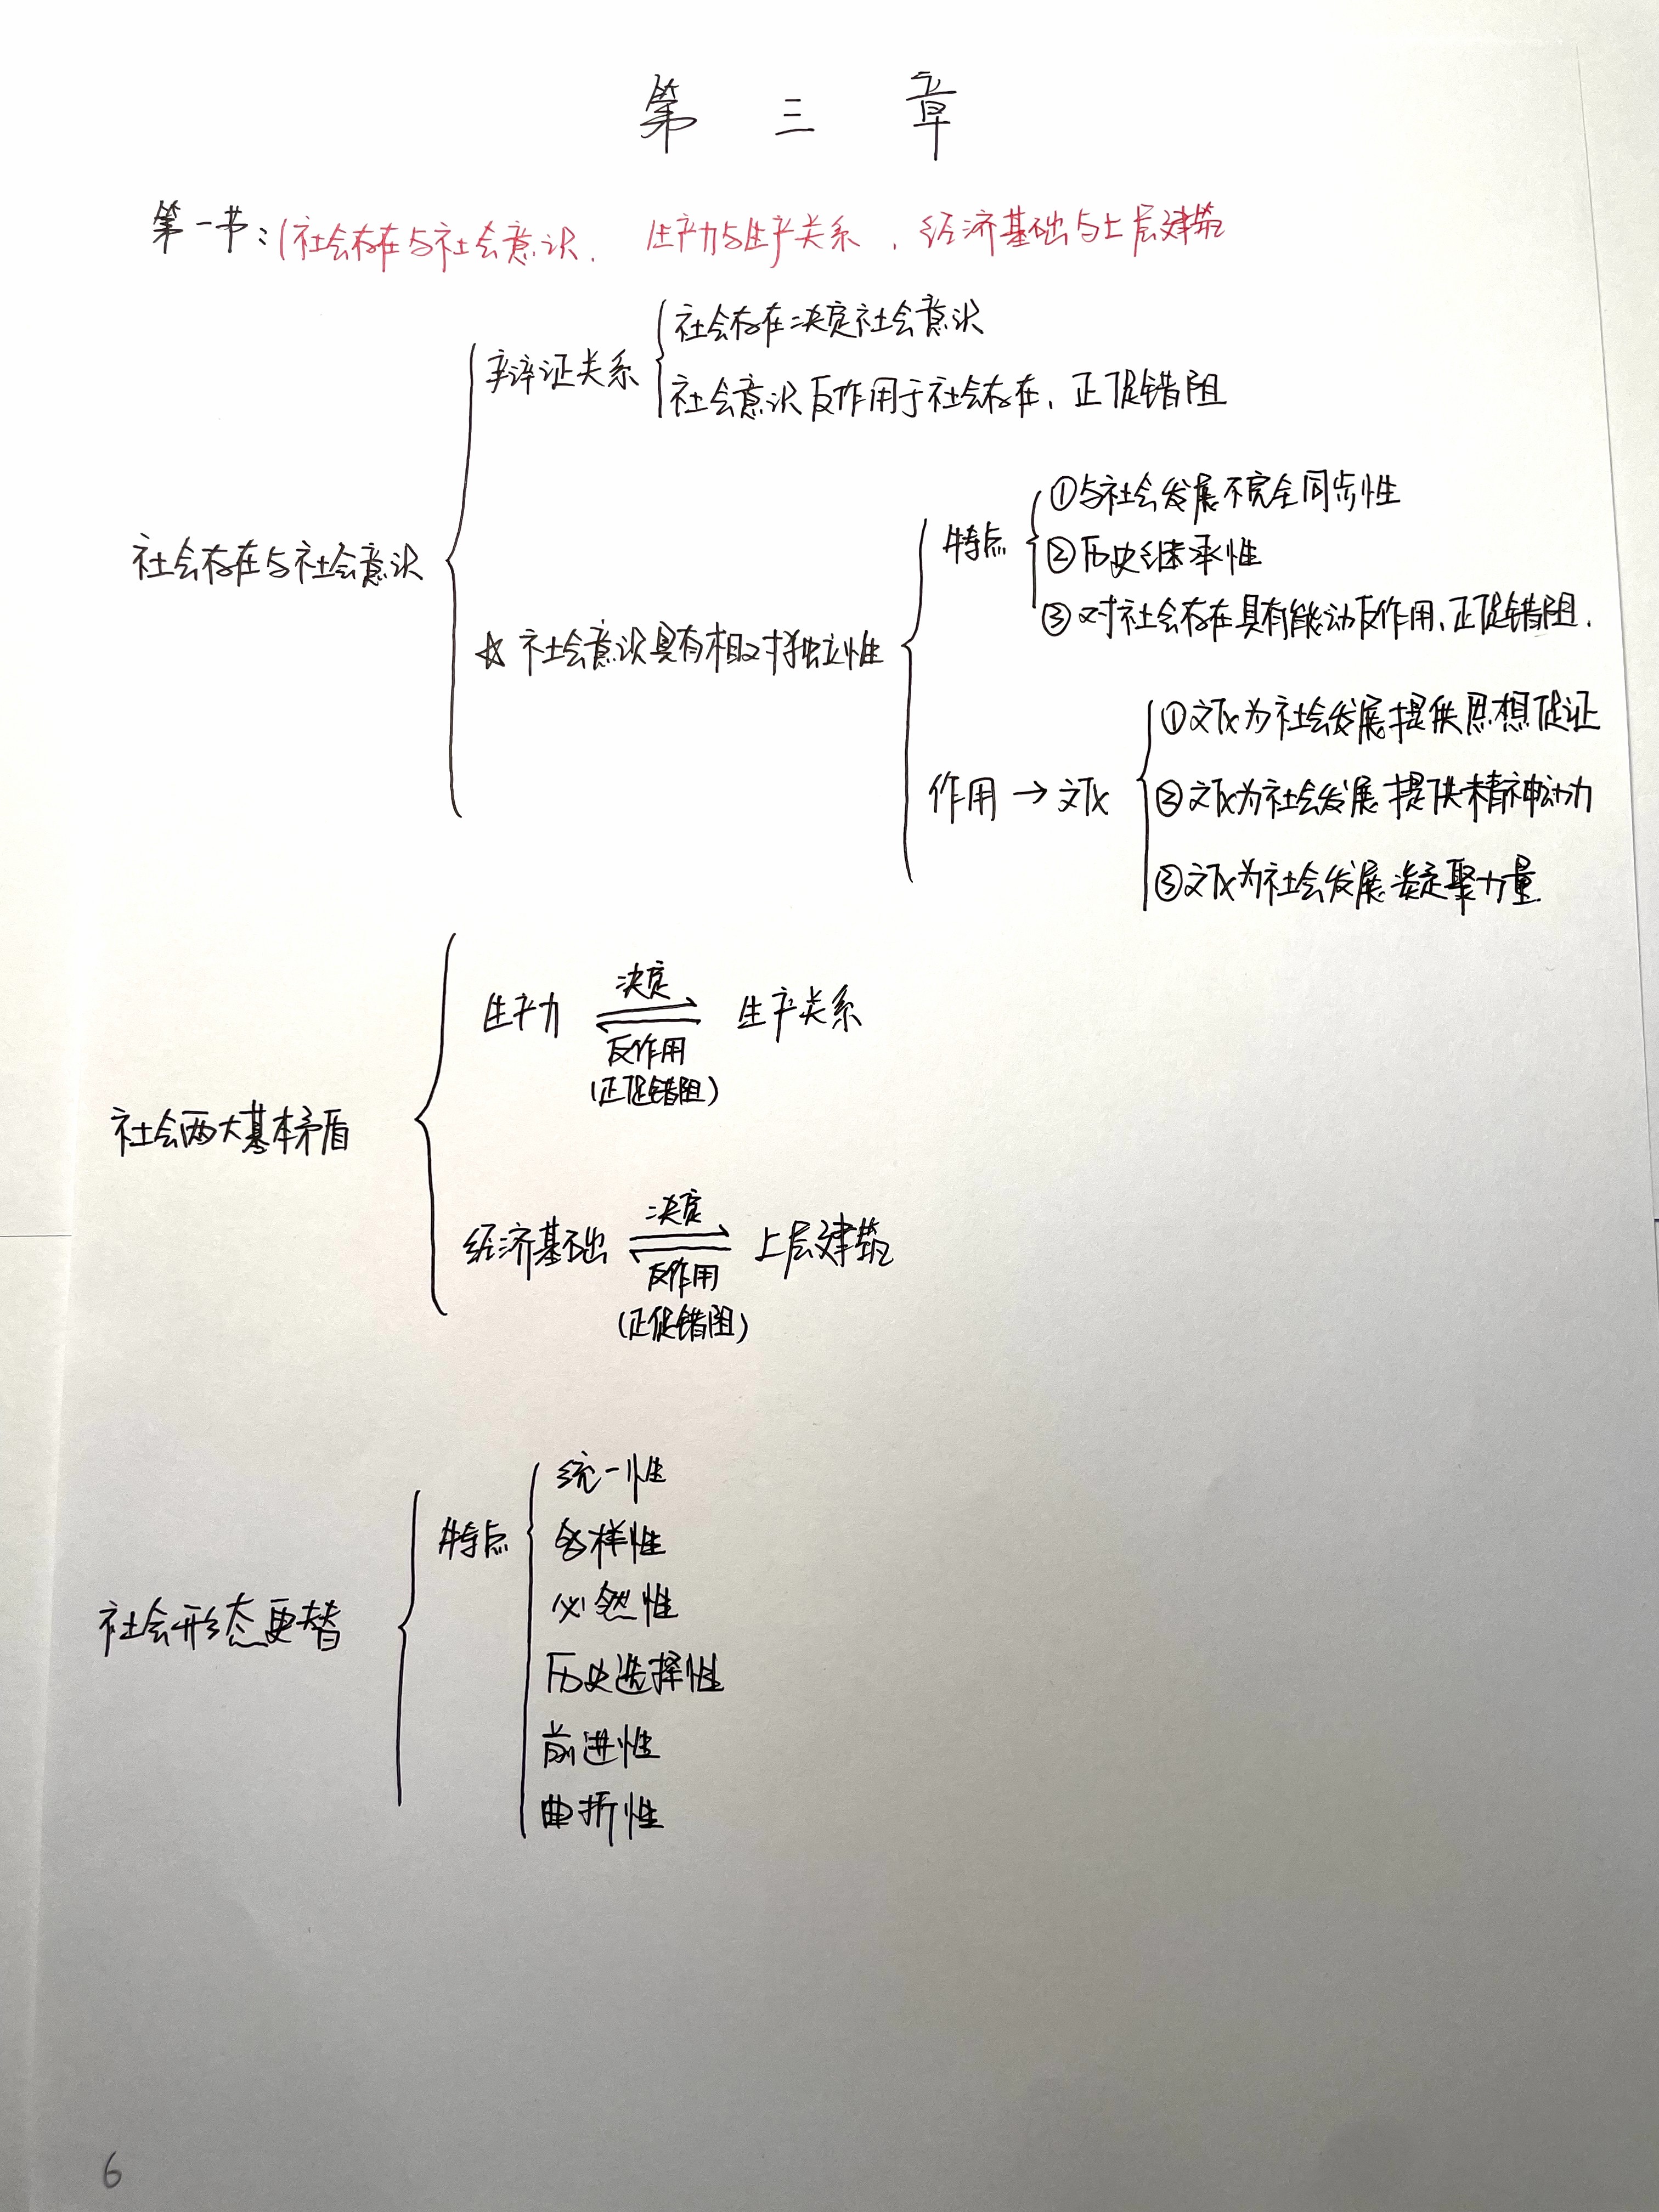 第三章
第一节：(社会存在与社会意识、生产力与生产关系、经济基础与上层建筑
社会存在与社会意识
辩证关系
社会存在决定社会意识
社会意识反作用于社会存在、正促错阻
☆ 社会意识具有相对独立性
特点
①与社会发展不完全同步性
②历史继承性
③对社会存在具有能动反作用、正促错阻.
作用 → 文化
①文化为社会发展提供思想保证
②文化为社会发展提供精神动力
③文化为社会发展凝聚力量
社会两大基本矛盾
决定
生产力 生产关系
反作用
(正促错阻)
决定
经济基础 上层建筑
反作用
(正促错阻)
社会形态更替
特点
统一性
多样性
必然性
历史选择性
前进性
曲折性
6